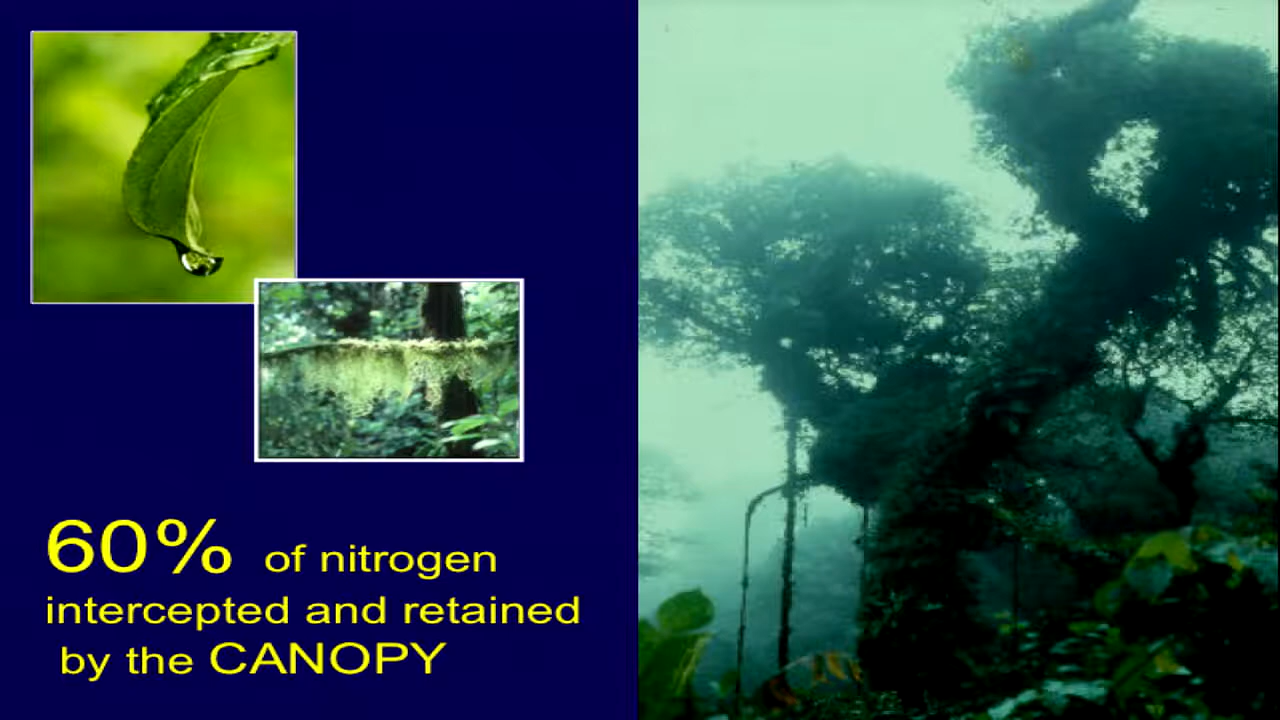 60% of nitrogen
intercepted and retained
by the CANOPY